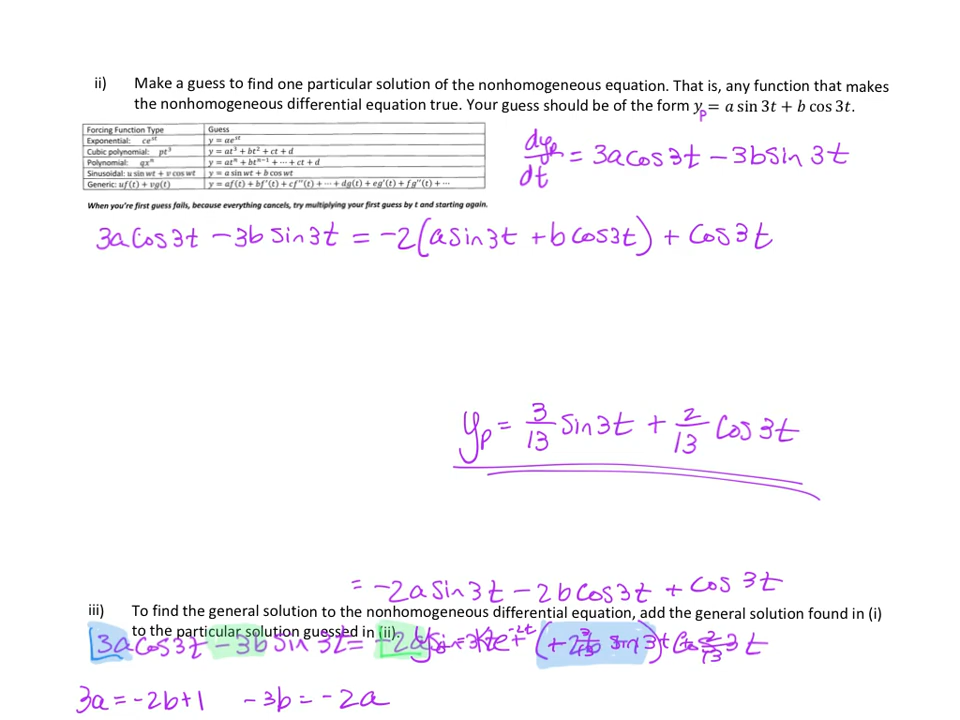 ii) Make a guess to find one particular solution of the nonhomogeneous equation. That is, any function that makes
the nonhomogeneous differential equation true. Your guess should be of the form y_p = a sin 3t + b cos 3t.
Forcing Function Type Guess
Exponential: ce^{st} y = ae^{st}
Cubic polynomial: pt^3 y = at^3 + bt^2 + ct + d
Polynomial: qx^n y = at^n + bt^{n-1} + ⋯ + ct + d
Sinusoidal: u sin wt + v cos wt y = a sin wt + b cos wt
Generic: uf(t) + vg(t) y = af(t) + bf'(t) + cf''(t) + ⋯ + dg(t) + eg'(t) + fg''(t) + ⋯
When you're first guess fails, because everything cancels, try multiplying your first guess by t and starting again.
dy_p/dt = 3a cos 3t − 3b sin 3t
3a cos 3t − 3b sin 3t = −2(a sin 3t + b cos 3t) + cos 3t
y_p = 3/13 sin 3t + 2/13 cos 3t
= −2a sin 3t − 2b cos 3t + cos 3t
iii) To find the general solution to the nonhomogeneous differential equation, add the general solution found in (i)
to the particular solution guessed in (ii).
3a cos 3t − 3b sin 3t =
3a = −2b + 1 −3b = −2a